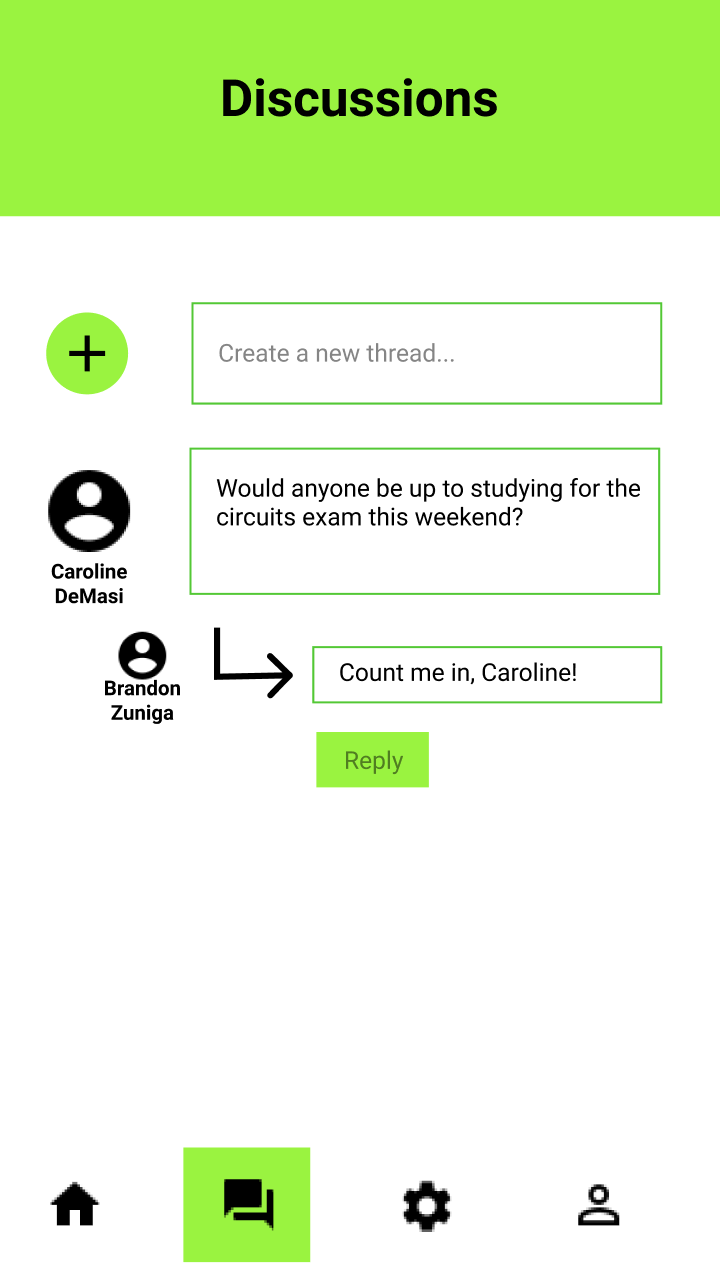 Discussions
Create a new thread...
Would anyone be up to studying for the
circuits exam this weekend?
Caroline
DeMasi
Brandon
Zuniga
Count me in, Caroline!
Reply